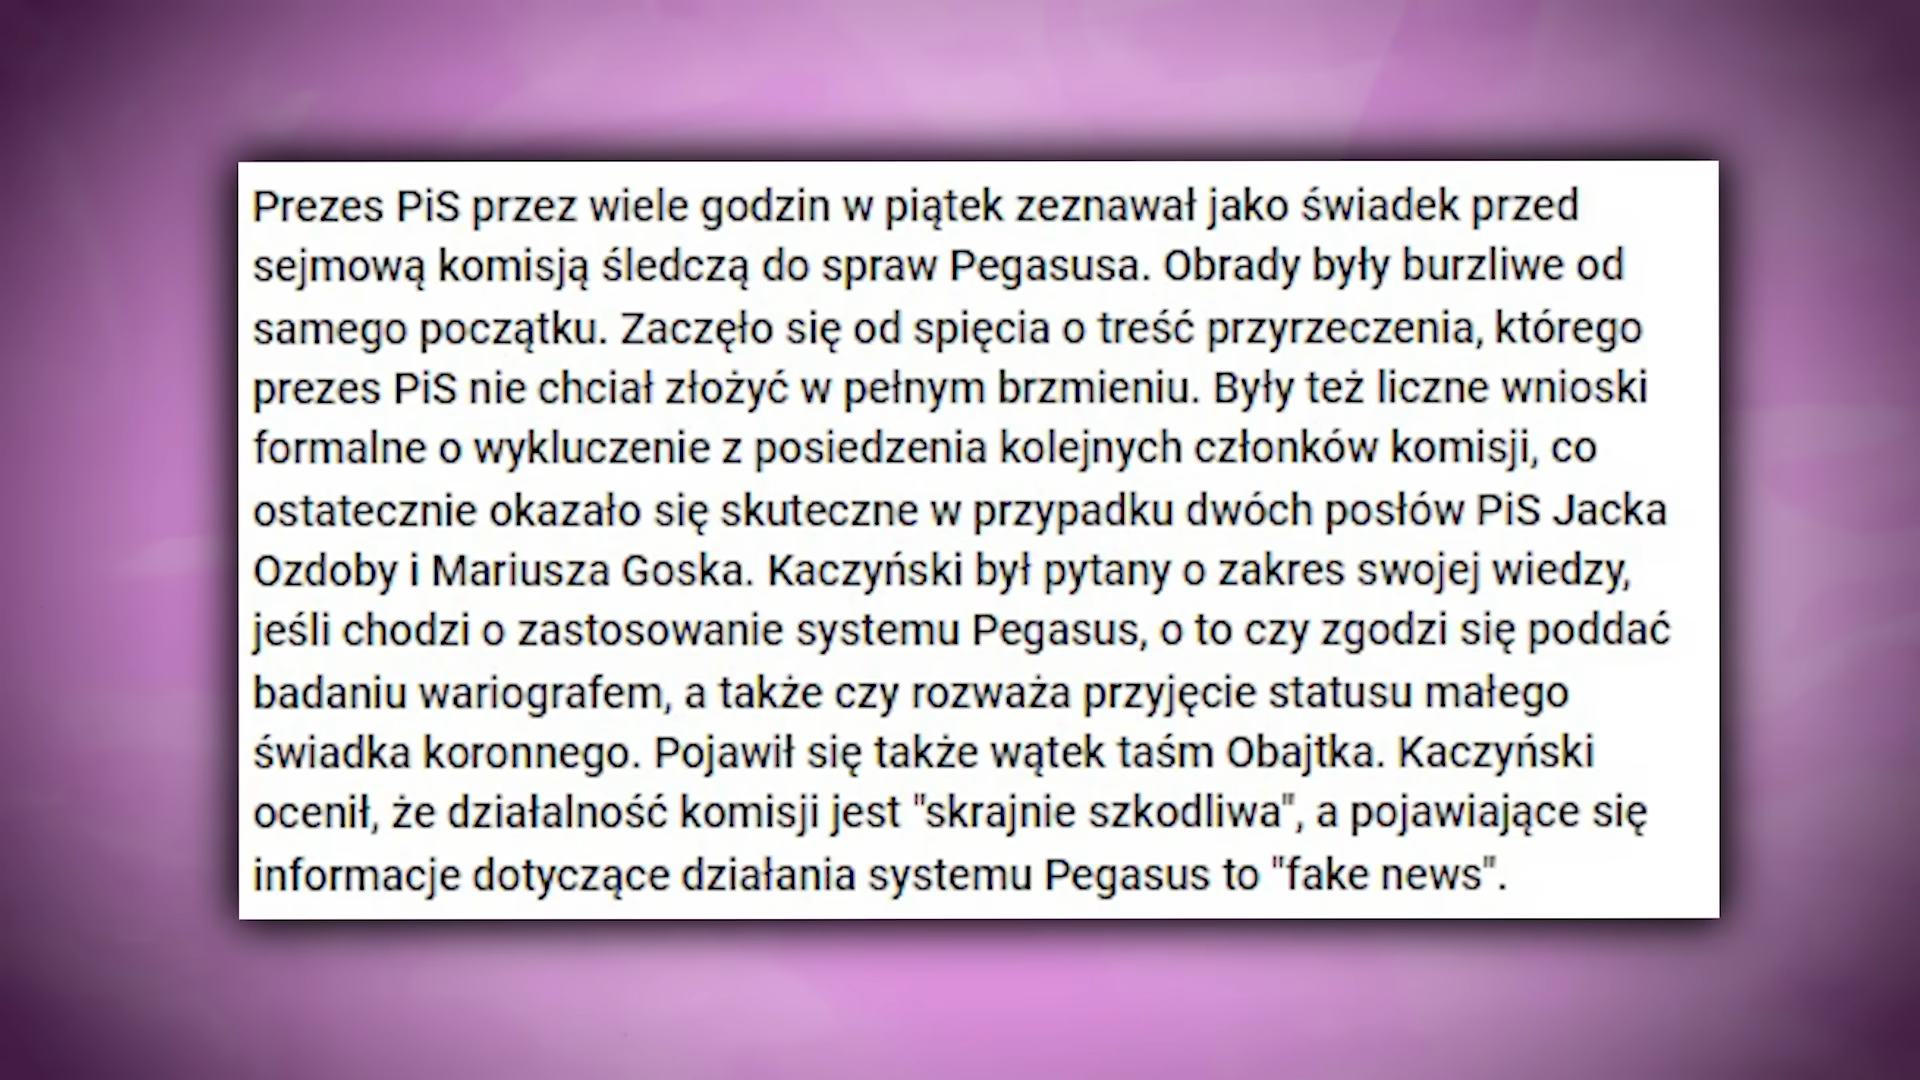 Prezes PiS przez wiele godzin w piątek zeznawał jako świadek przed
sejmową komisją śledczą do spraw Pegasusa. Obrady były burzliwe od
samego początku. Zaczęło się od spięcia o treść przyrzeczenia, którego
prezes PiS nie chciał złożyć w pełnym brzmieniu. Były też liczne wnioski
formalne o wykluczenie z posiedzenia kolejnych członków komisji, co
ostatecznie okazało się skuteczne w przypadku dwóch posłów PiS Jacka
Ozdoby i Mariusza Goska. Kaczyński był pytany o zakres swojej wiedzy,
jeśli chodzi o zastosowanie systemu Pegasus, o to czy zgodzi się poddać
badaniu wariografem, a także czy rozważa przyjęcie statusu małego
świadka koronnego. Pojawił się także wątek taśm Obajtka. Kaczyński
ocenił, że działalność komisji jest "skrajnie szkodliwa", a pojawiające się
informacje dotyczące działania systemu Pegasus to "fake news".